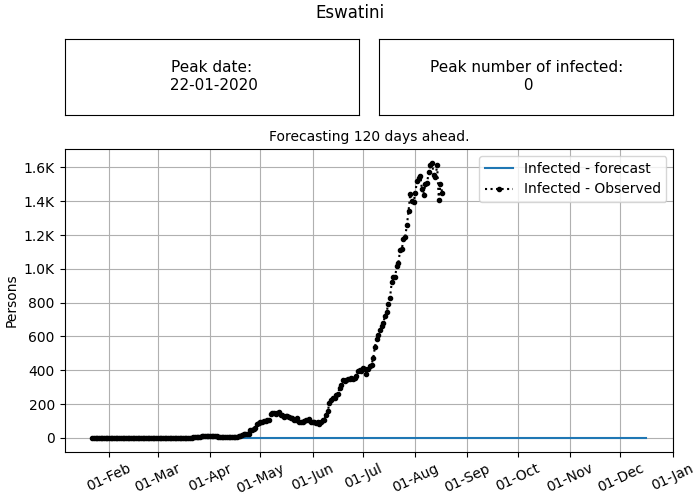 Eswatini
Peak date:
22-01-2020
Peak number of infected:
0
Forecasting 120 days ahead.
Infected - forecast
Infected - Observed
1.6K
1.4K
1.2K
1.0K
800
600
400
200
0
Persons
01-Feb
01-Mar
01-Apr
01-May
01-Jun
01-Jul
01-Aug
01-Sep
01-Oct
01-Nov
01-Dec
01-Jan